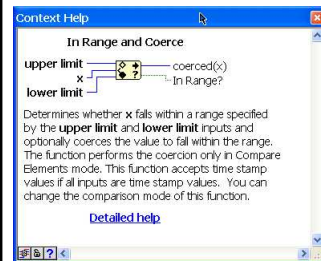 Context Help
In Range and Coerce
upper limit
x
lower limit
coerced(x)
In Range?
Determines whether x falls within a range specified
by the upper limit and lower limit inputs and
optionally coerces the value to fall within the range.
The function performs the coercion only in Compare
Elements mode. This function accepts time stamp
values if all inputs are time stamp values.  You can
change the comparison mode of this function.
Detailed help
?